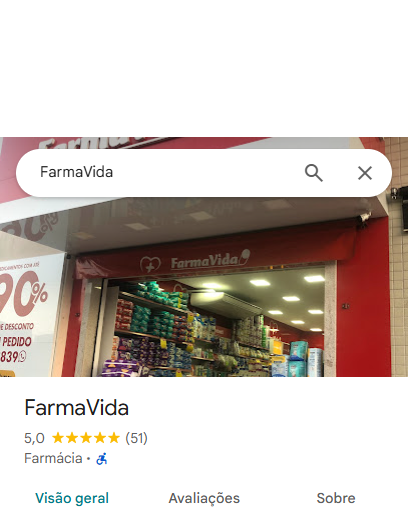 FarmaVida
90%
DE DESCONTO
PEDIDO
839
FarmaVida
FarmaVida
5,0 (51)
Farmácia ·
Visão geral
Avaliações
Sobre